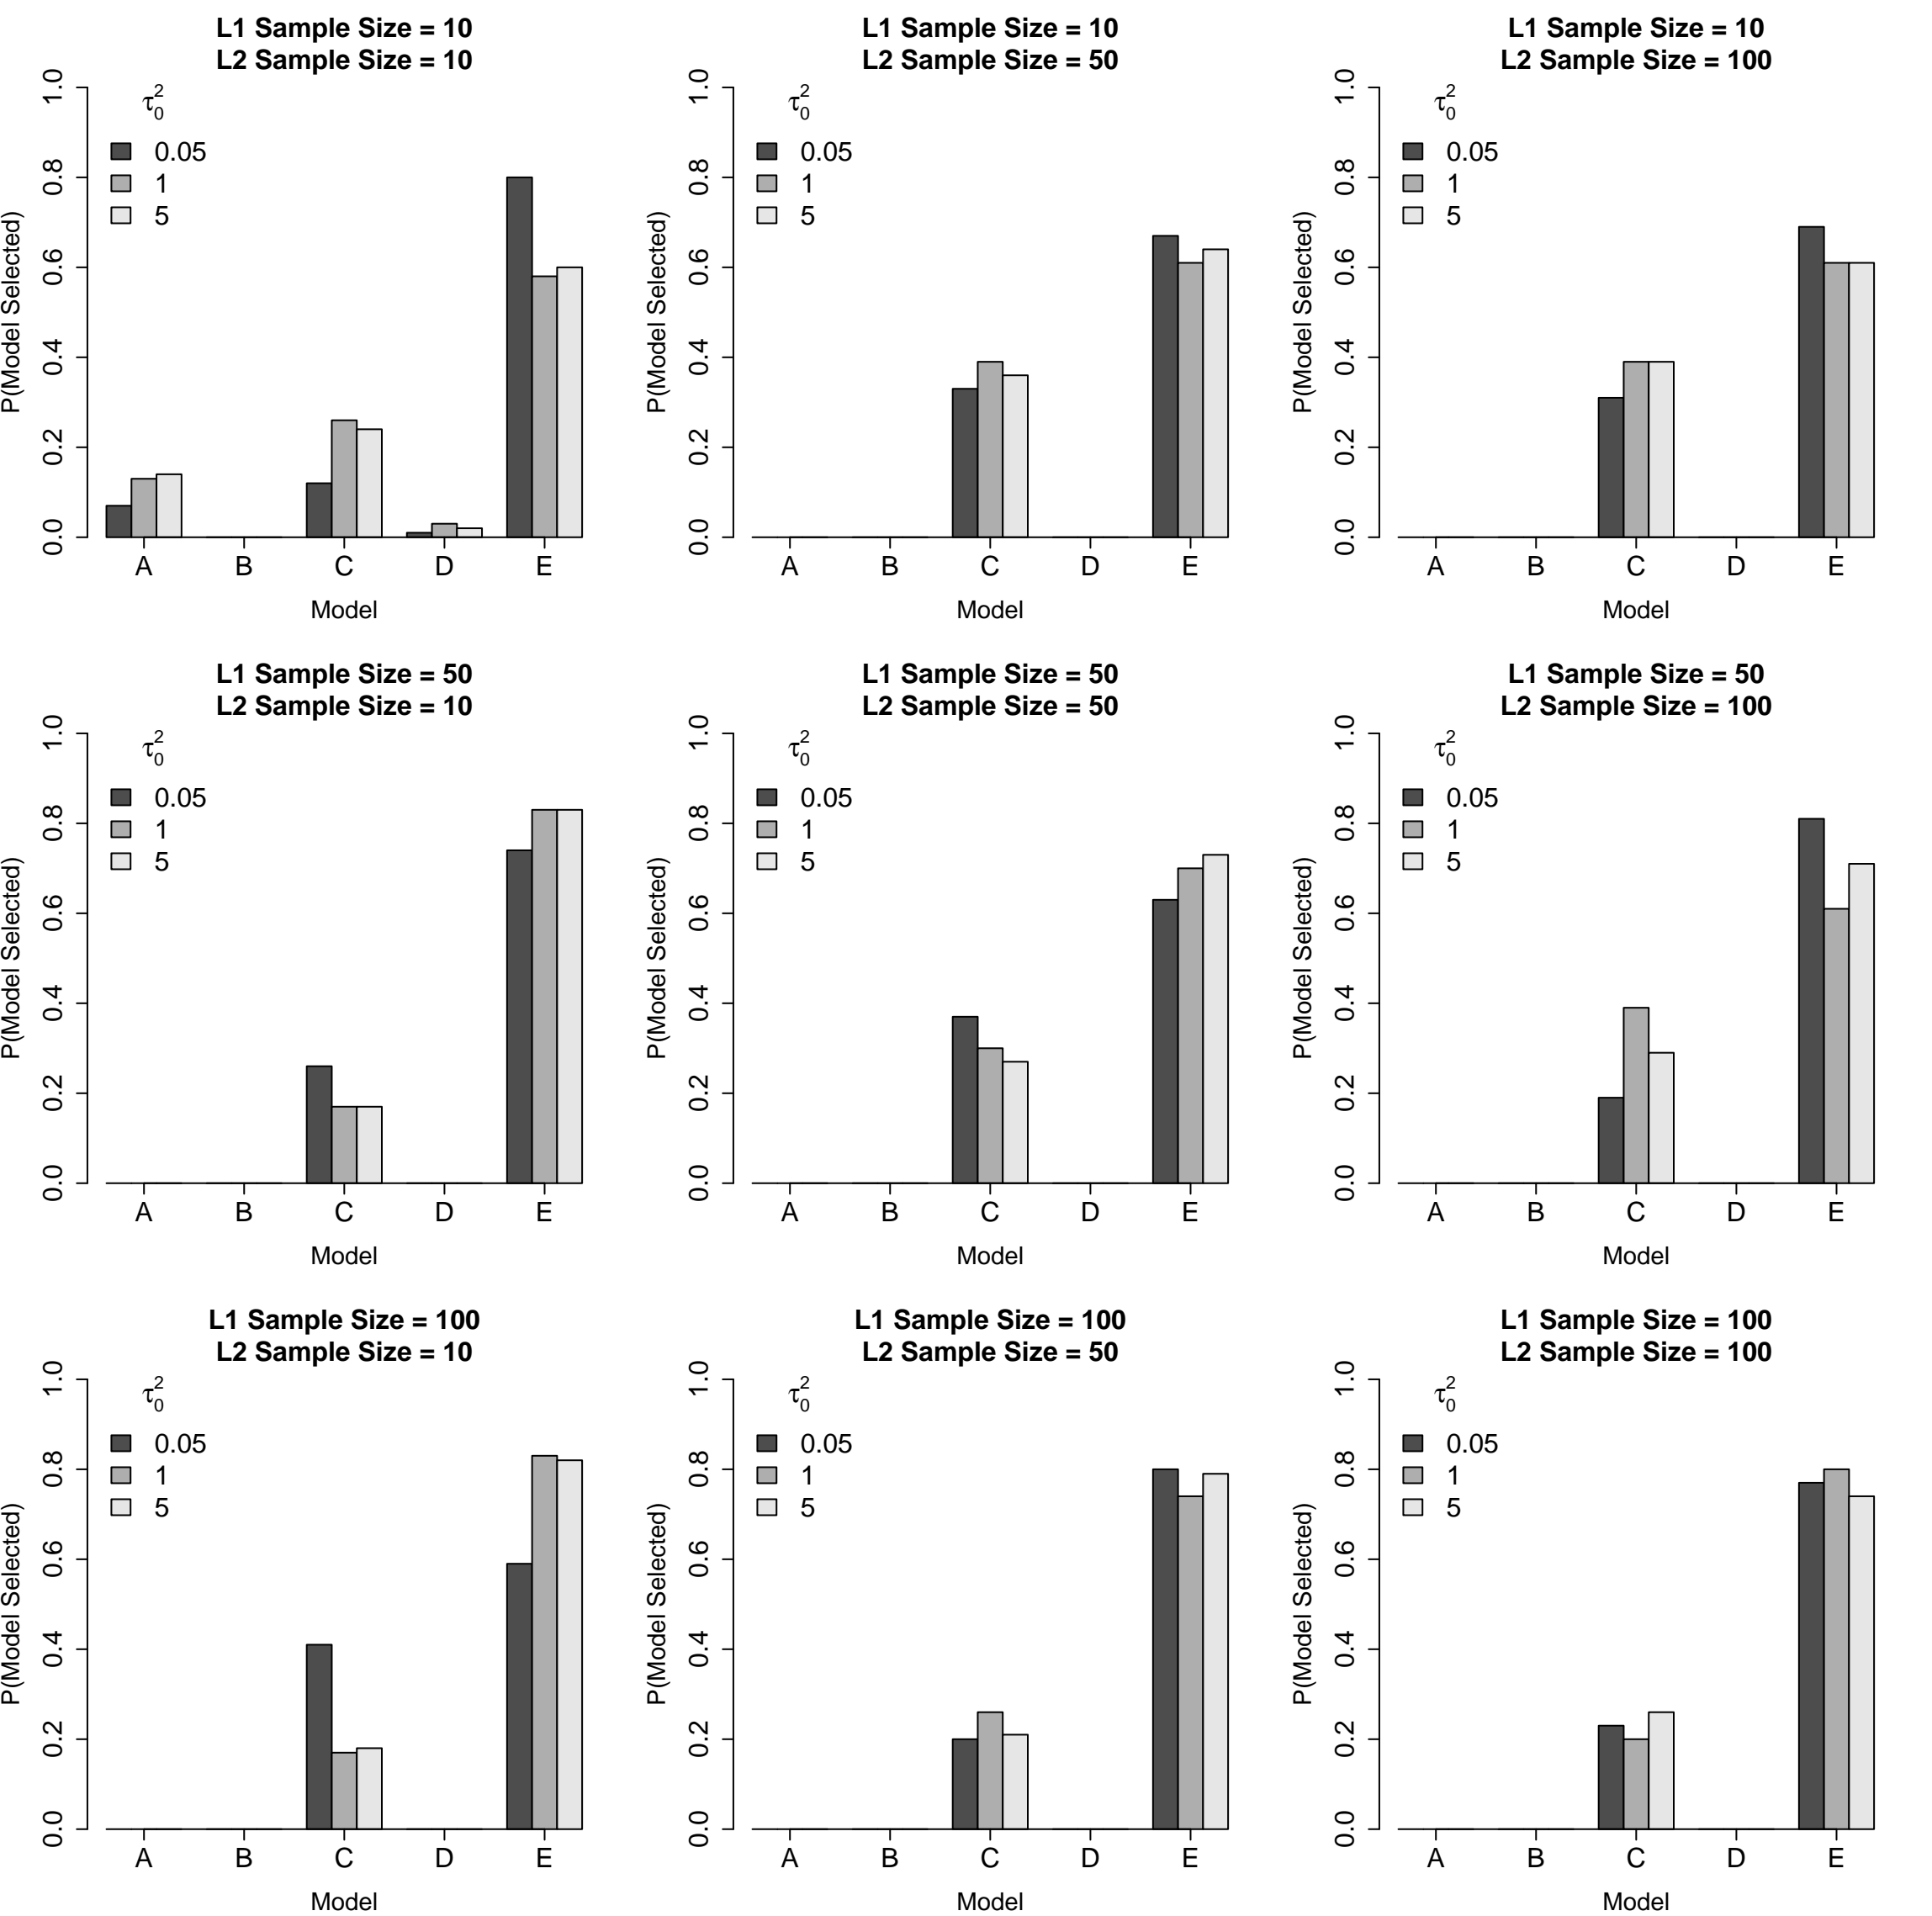 L1 Sample Size = 10
L2 Sample Size = 10
P(Model Selected)
1.0
0.8
0.6
0.4
0.2
0.0
τ₀²
0.05
1
5
A B C D E
Model
L1 Sample Size = 10
L2 Sample Size = 50
P(Model Selected)
1.0
0.8
0.6
0.4
0.2
0.0
τ₀²
0.05
1
5
A B C D E
Model
L1 Sample Size = 10
L2 Sample Size = 100
P(Model Selected)
1.0
0.8
0.6
0.4
0.2
0.0
τ₀²
0.05
1
5
A B C D E
Model
L1 Sample Size = 50
L2 Sample Size = 10
P(Model Selected)
1.0
0.8
0.6
0.4
0.2
0.0
τ₀²
0.05
1
5
A B C D E
Model
L1 Sample Size = 50
L2 Sample Size = 50
P(Model Selected)
1.0
0.8
0.6
0.4
0.2
0.0
τ₀²
0.05
1
5
A B C D E
Model
L1 Sample Size = 50
L2 Sample Size = 100
P(Model Selected)
1.0
0.8
0.6
0.4
0.2
0.0
τ₀²
0.05
1
5
A B C D E
Model
L1 Sample Size = 100
L2 Sample Size = 10
P(Model Selected)
1.0
0.8
0.6
0.4
0.2
0.0
τ₀²
0.05
1
5
A B C D E
Model
L1 Sample Size = 100
L2 Sample Size = 50
P(Model Selected)
1.0
0.8
0.6
0.4
0.2
0.0
τ₀²
0.05
1
5
A B C D E
Model
L1 Sample Size = 100
L2 Sample Size = 100
P(Model Selected)
1.0
0.8
0.6
0.4
0.2
0.0
τ₀²
0.05
1
5
A B C D E
Model